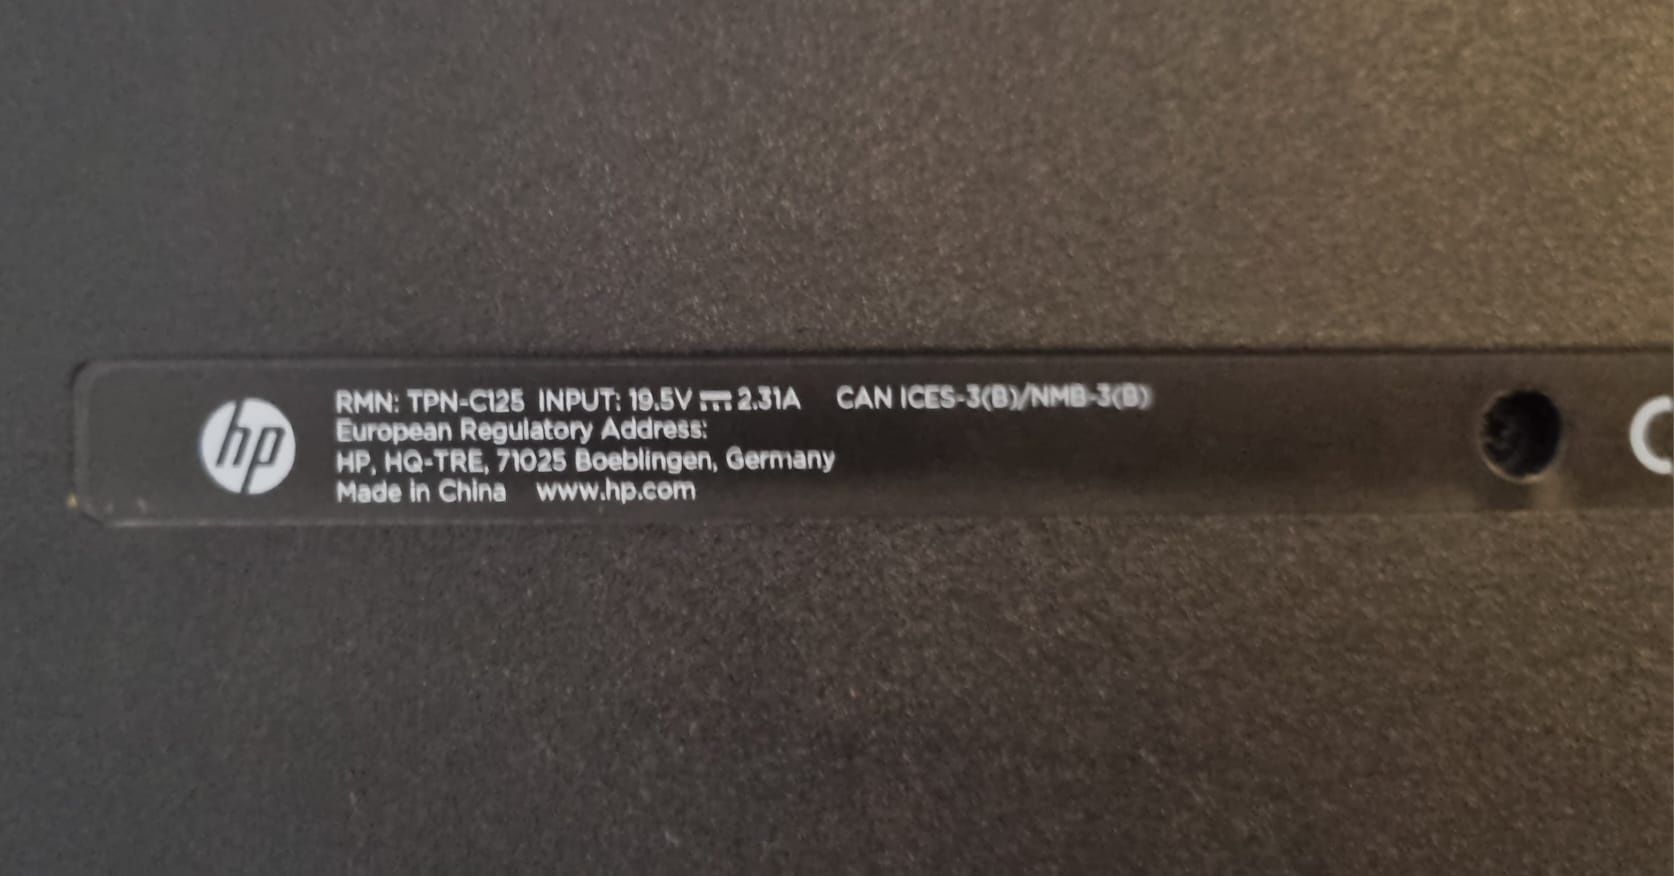 hp
RMN: TPN-C125 INPUT: 19.5V ⎓ 2.31A CAN ICES-3(B)/NMB-3(B)
European Regulatory Address:
HP, HQ-TRE, 71025 Boeblingen, Germany
Made in China www.hp.com